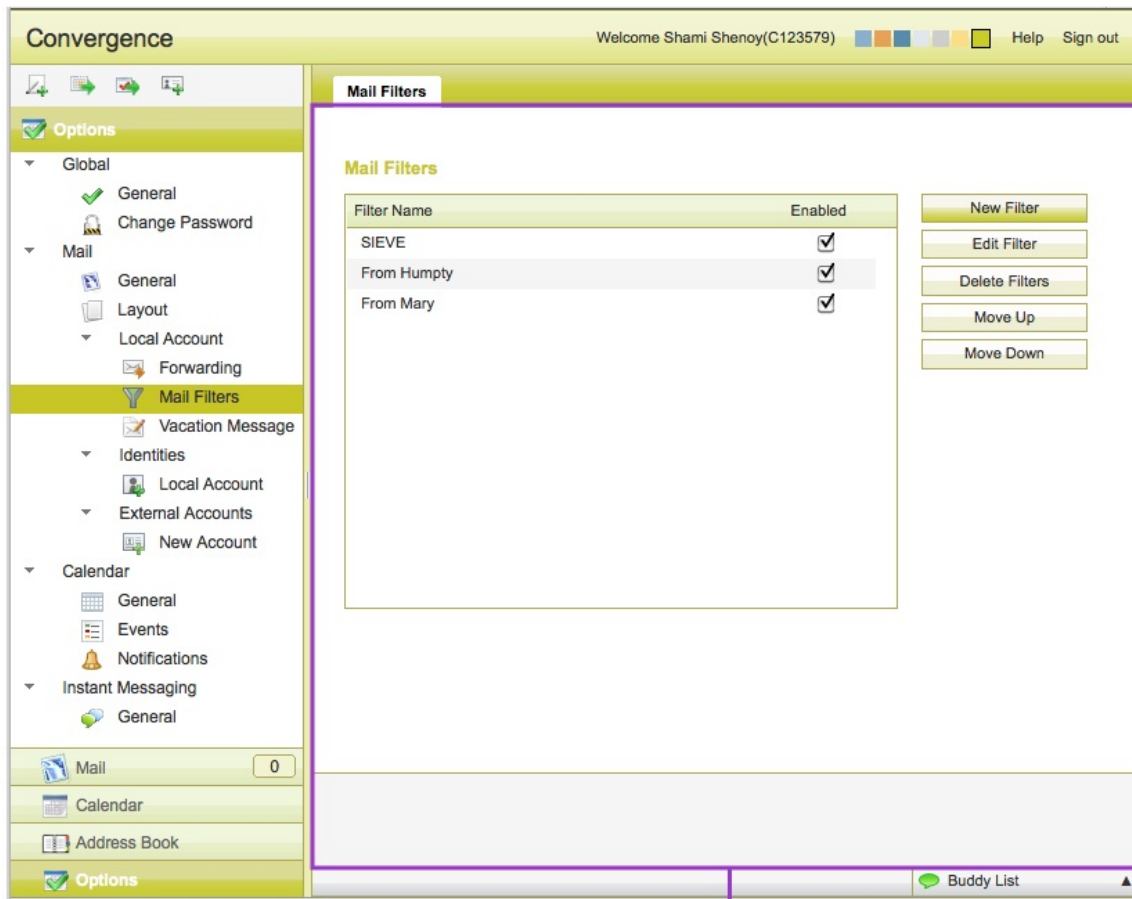 Convergence
Welcome Shami Shenoy(C123579) Help Sign out
Options
Global
General
Change Password
Mail
General
Layout
Local Account
Forwarding
Mail Filters
Vacation Message
Identities
Local Account
External Accounts
New Account
Calendar
General
Events
Notifications
Instant Messaging
General
Mail 0
Calendar
Address Book
Options
Mail Filters
Mail Filters
Filter Name Enabled
SIEVE
From Humpty
From Mary
New Filter
Edit Filter
Delete Filters
Move Up
Move Down
Buddy List